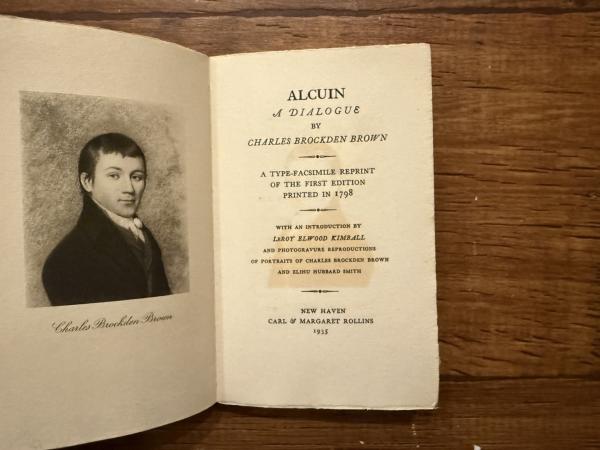 Charles Brockden Brown
ALCUIN
A DIALOGUE
BY
CHARLES BROCKDEN BROWN
A TYPE-FACSIMILE REPRINT
OF THE FIRST EDITION
PRINTED IN 1798
WITH AN INTRODUCTION BY
LEROY ELWOOD KIMBALL
AND PHOTOGRAVURE REPRODUCTIONS
OF PORTRAITS OF CHARLES BROCKDEN BROWN
AND ELIHU HUBBARD SMITH
NEW HAVEN
CARL & MARGARET ROLLINS
1935